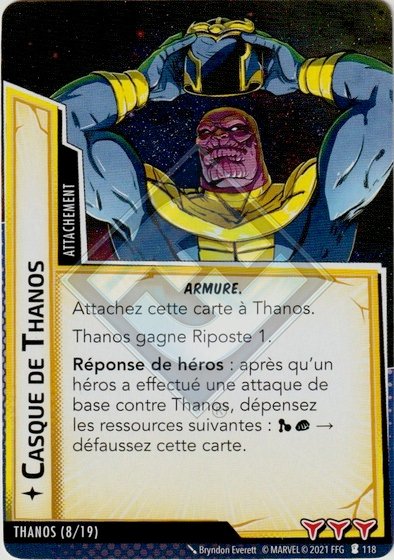 ATTACHEMENT
✦ CASQUE DE THANOS
ARMURE.
Attachez cette carte à Thanos.
Thanos gagne Riposte 1.
Réponse de héros : après qu'un
héros a effectué une attaque de
base contre Thanos, dépensez
les ressources suivantes : →
défaussez cette carte.
THANOS (8/19)
Bryndon Everett © MARVEL © 2021 FFG 118